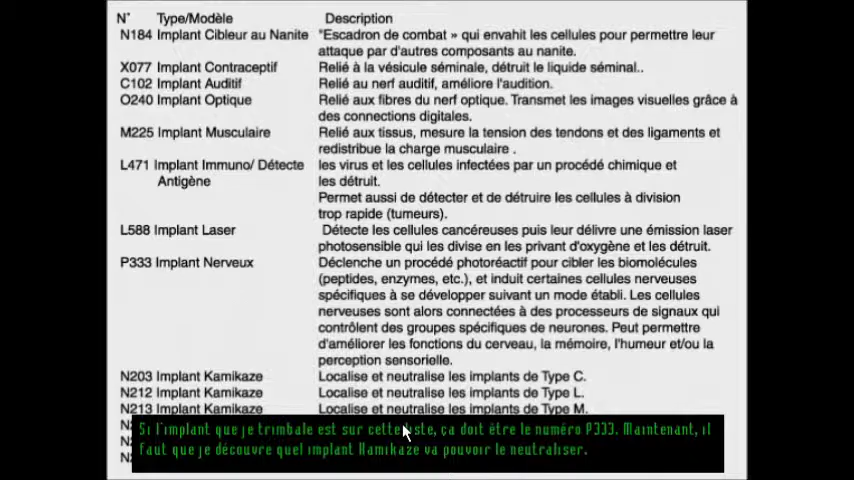 N° Type/Modèle Description
N184 Implant Cibleur au Nanite "Escadron de combat » qui envahit les cellules pour permettre leur
attaque par d'autres composants au nanite.
X077 Implant Contraceptif Relié à la vésicule séminale, détruit le liquide séminal..
C102 Implant Auditif Relié au nerf auditif, améliore l'audition.
O240 Implant Optique Relié aux fibres du nerf optique. Transmet les images visuelles grâce à
des connections digitales.
M225 Implant Musculaire Relié aux tissus, mesure la tension des tendons et des ligaments et
redistribue la charge musculaire .
L471 Implant Immuno/ Détecte les virus et les cellules infectées par un procédé chimique et
Antigène les détruit.
Permet aussi de détecter et de détruire les cellules à division
trop rapide (tumeurs).
L588 Implant Laser Détecte les cellules cancéreuses puis leur délivre une émission laser
photosensible qui les divise en les privant d'oxygène et les détruit.
P333 Implant Nerveux Déclenche un procédé photoréactif pour cibler les biomolécules
(peptides, enzymes, etc.), et induit certaines cellules nerveuses
spécifiques à se développer suivant un mode établi. Les cellules
nerveuses sont alors connectées à des processeurs de signaux qui
contrôlent des groupes spécifiques de neurones. Peut permettre
d'améliorer les fonctions du cerveau, la mémoire, l'humeur et/ou la
perception sensorielle.
N203 Implant Kamikaze Localise et neutralise les implants de Type C.
N212 Implant Kamikaze Localise et neutralise les implants de Type L.
N213 Implant Kamikaze Localise et neutralise les implants de Type M.
Si l'implant que je trimbale est sur cette liste, ça doit être le numéro P333. Maintenant, il
faut que je découvre quel implant Kamikaze va pouvoir le neutraliser.